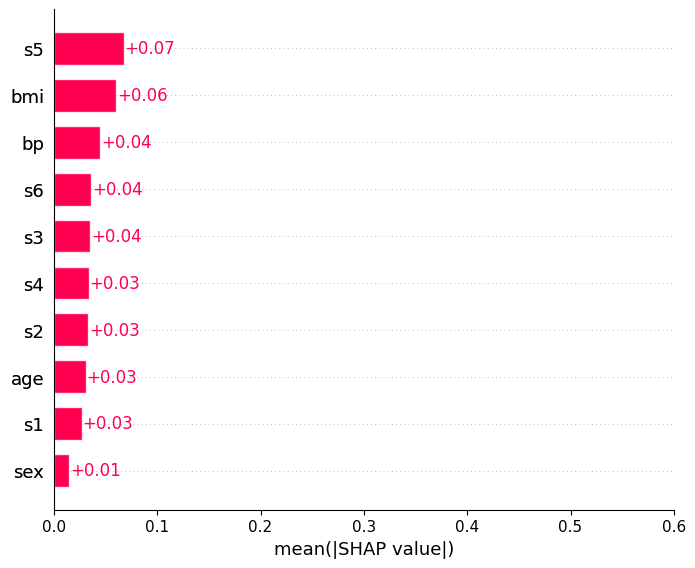 s5 +0.07
bmi +0.06
bp +0.04
s6 +0.04
s3 +0.04
s4 +0.03
s2 +0.03
age +0.03
s1 +0.03
sex +0.01
0.0 0.1 0.2 0.3 0.4 0.5 0.6
mean(|SHAP value|)